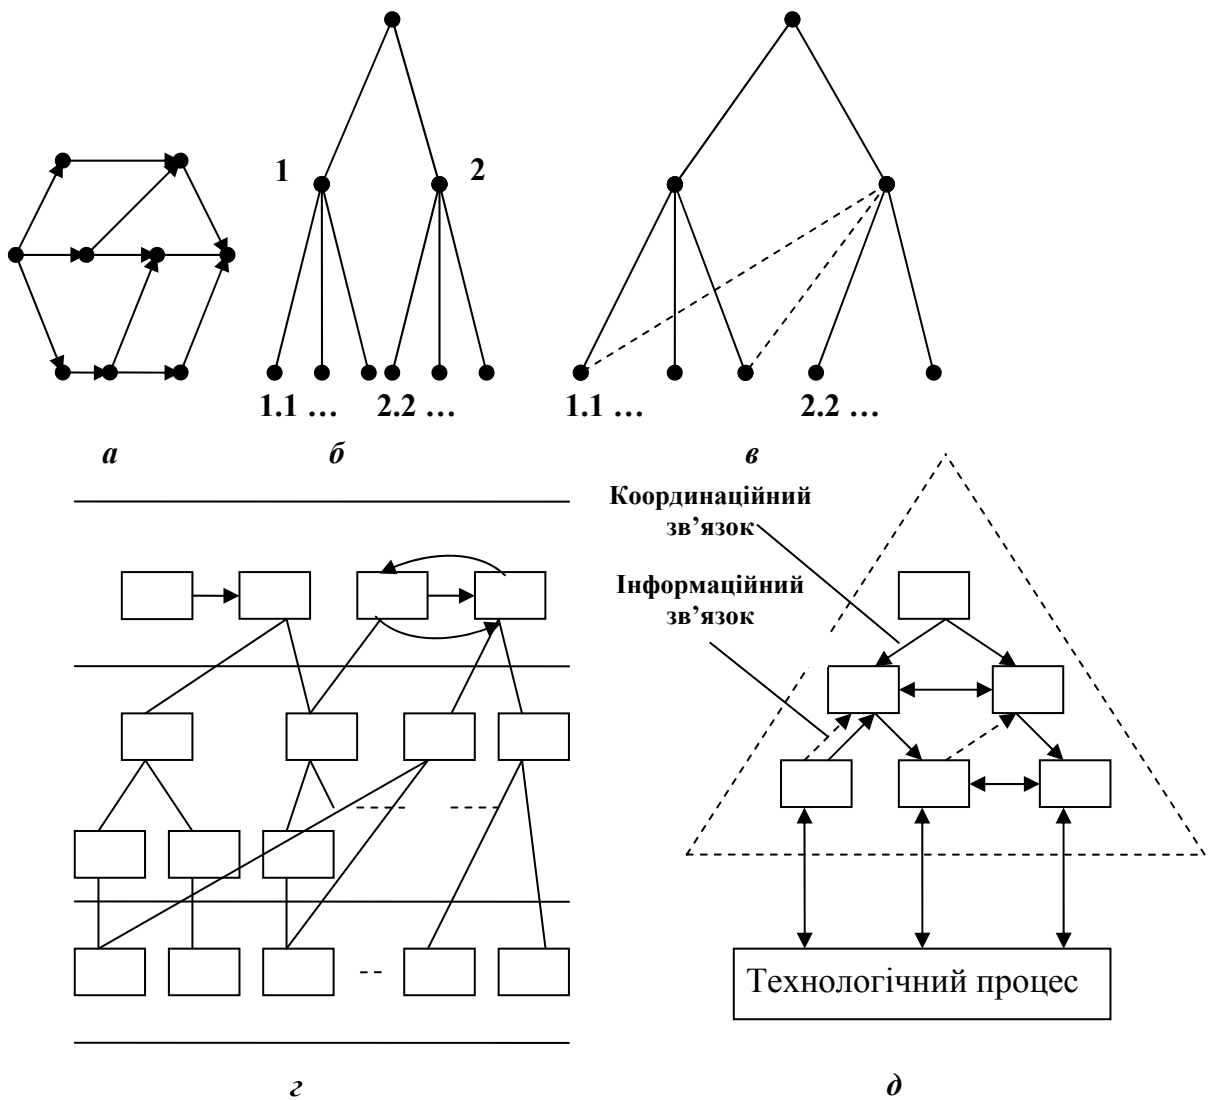 1
2
1.1 ...
2.2 ...
1.1 ...
2.2 ...
а
б
в
Координаційний
зв’язок
Інформаційний
зв’язок
Технологічний процес
г
д